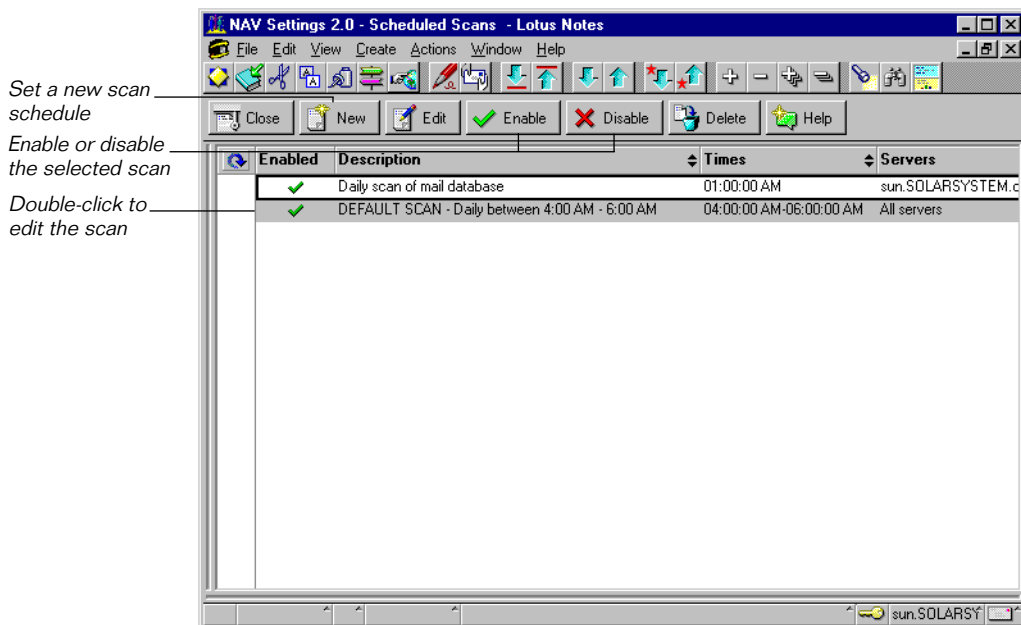 NAV Settings 2.0 - Scheduled Scans - Lotus Notes
File Edit View Create Actions Window Help
Set a new scan
schedule
Close New Edit Enable Disable Delete Help
Enable or disable
the selected scan
Enabled Description Times Servers
Daily scan of mail database 01:00:00 AM sun.SOLARSYSTEM.c
Double-click to
edit the scan
DEFAULT SCAN - Daily between 4:00 AM - 6:00 AM 04:00:00 AM-06:00:00 AM All servers
sun.SOLARSY